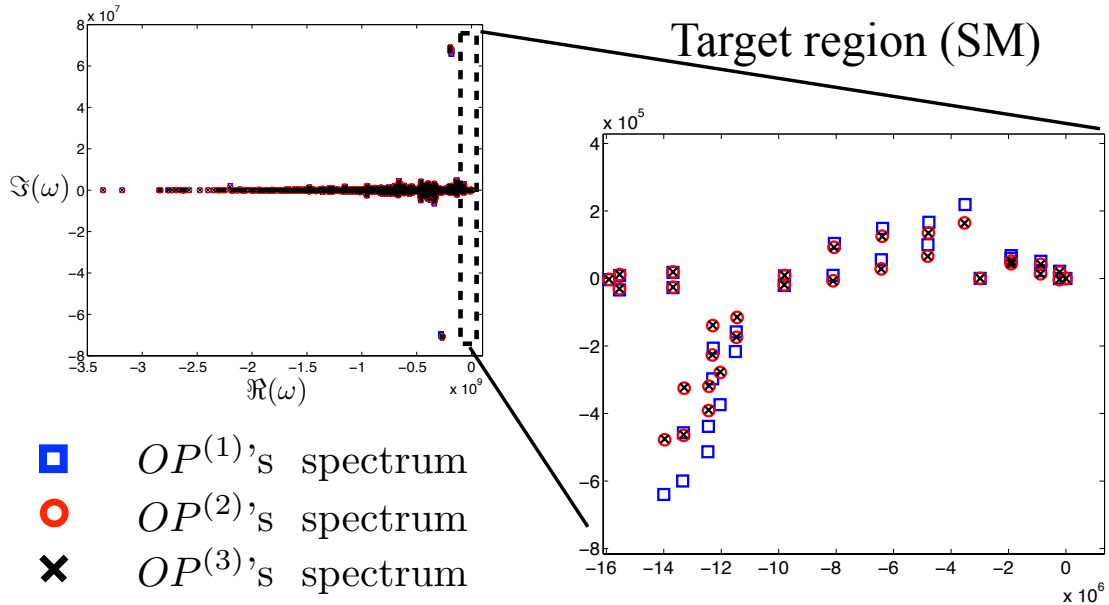 x 10^7
8
6
4
2
0
−2
−4
−6
−8
ℑ(ω)
−3.5 −3 −2.5 −2 −1.5 −1 −0.5 0
x 10^9
ℜ(ω)
Target region (SM)
x 10^5
4
2
0
−2
−4
−6
−8
−16 −14 −12 −10 −8 −6 −4 −2 0
x 10^6
OP^(1)'s spectrum
OP^(2)'s spectrum
OP^(3)'s spectrum